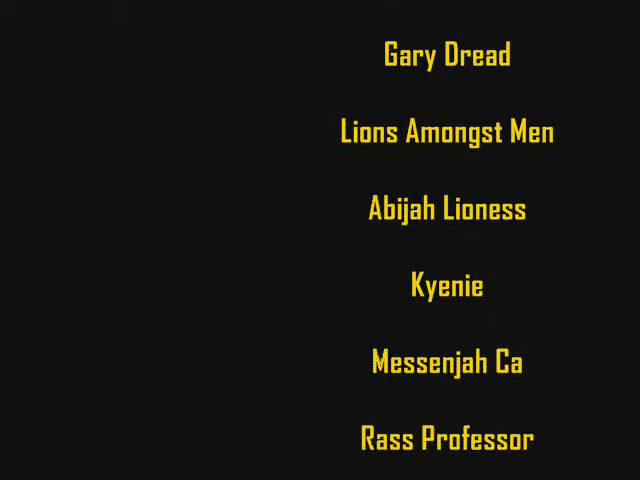 Gary Dread
Lions Amongst Men
Abijah Lioness
Kyenie
Messenjah Ca
Rass Professor